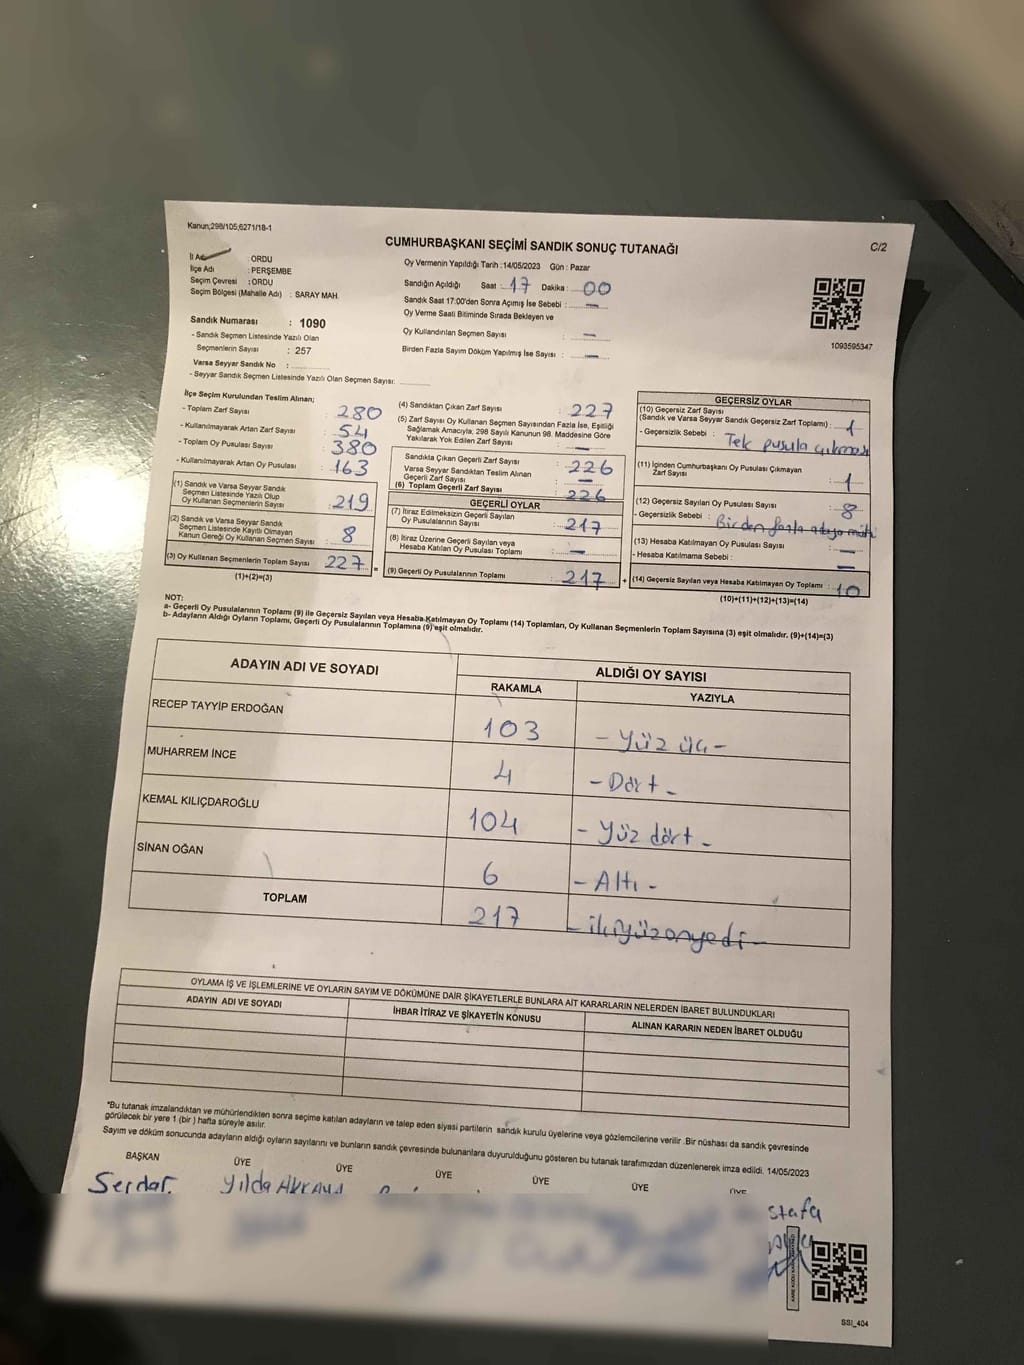 Kanun;298/105,6271/18-1
CUMHURBAŞKANI SEÇİMİ SANDIK SONUÇ TUTANAĞI
C/2
İl Adı : ORDU
İlçe Adı : PERŞEMBE
Seçim Çevresi : ORDU
Seçim Bölgesi (Mahalle Adı) : SARAY MAH.
Sandık Numarası : 1090
- Sandık Seçmen Listesinde Yazılı Olan
Seçmenlerin Sayısı : 257
Varsa Seyyar Sandık No :
- Seyyar Sandık Seçmen Listesinde Yazılı Olan Seçmen Sayısı:
Oy Vermenin Yapıldığı Tarih :14/05/2023 Gün : Pazar
Sandığın Açıldığı Saat : 17 Dakika : 00
Sandık Saat 17:00'den Sonra Açımış İse Sebebi : —
Oy Verme Saati Bitiminde Sırada Bekleyen ve
Oy Kullandırılan Seçmen Sayısı : —
Birden Fazla Sayım Döküm Yapılmış İse Sayısı : —
1093595347
İlçe Seçim Kurulundan Teslim Alınan;
- Toplam Zarf Sayısı : 280
- Kullanılmayarak Artan Zarf Sayısı : 54
- Toplam Oy Pusulası Sayısı : 380
- Kullanılmayarak Artan Oy Pusulası : 163
(1) Sandık ve Varsa Seyyar Sandık
Seçmen Listesinde Yazılı Olup
Oy Kullanan Seçmenlerin Sayısı : 219
(2) Sandık ve Varsa Seyyar Sandık
Seçmen Listesinde Kayıtlı Olmayan
Kanun Gereği Oy Kullanan Seçmen Sayısı : 8
(3) Oy Kullanan Seçmenlerin Toplam Sayısı : 227
(1)+(2)=(3)
=
(4) Sandıktan Çıkan Zarf Sayısı : 227
(5) Zarf Sayısı Oy Kullanan Seçmen Sayısından Fazla İse, Eşitliği
Sağlamak Amacıyla; 298 Sayılı Kanunun 98. Maddesine Göre
Yakılarak Yok Edilen Zarf Sayısı : —
Sandıkla Çıkan Geçerli Zarf Sayısı : 226
Varsa Seyyar Sandıktan Teslim Alınan
Geçerli Zarf Sayısı : —
(6) Toplam Geçerli Zarf Sayısı : 226
GEÇERLİ OYLAR
(7) İtiraz Edilmeksizin Geçerli Sayılan
Oy Pusulalarının Sayısı : 217
(8) İtiraz Üzerine Geçerli Sayılan veya
Hesaba Katılan Oy Pusulası Toplamı : —
(9) Geçerli Oy Pusulalarının Toplamı : 217
+
GEÇERSİZ OYLAR
(10) Geçersiz Zarf Sayısı
(Sandık ve Varsa Seyyar Sandık Geçersiz Zarf Toplamı) : 1
- Geçersizlik Sebebi : Tek pusula çıkması
(11) İçinden Cumhurbaşkanı Oy Pusulası Çıkmayan
Zarf Sayısı : 1
(12) Geçersiz Sayılan Oy Pusulası Sayısı : 8
- Geçersizlik Sebebi : Birden fazla adaya mühür
(13) Hesaba Katılmayan Oy Pusulası Sayısı : —
- Hesaba Katılmama Sebebi : —
(14) Geçersiz Sayılan veya Hesaba Katılmayan Oy Toplamı : 10
(10)+(11)+(12)+(13)=(14)
NOT:
a- Geçerli Oy Pusulalarının Toplamı (9) ile Geçersiz Sayılan veya Hesaba Katılmayan Oy Toplamı (14) Toplamları, Oy Kullanan Seçmenlerin Toplam Sayısına (3) eşit olmalıdır. (9)+(14)=(3)
b- Adayların Aldığı Oyların Toplamı, Geçerli Oy Pusulalarının Toplamına (9) eşit olmalıdır.
ADAYIN ADI VE SOYADI ALDIĞI OY SAYISI
RAKAMLA YAZIYLA
RECEP TAYYİP ERDOĞAN 103 - Yüz üç -
MUHARREM İNCE 4 - Dört -
KEMAL KILIÇDAROĞLU 104 - Yüz dört -
SİNAN OĞAN 6 - Altı -
TOPLAM 217 - ikiyüzonyedi -
OYLAMA İŞ VE İŞLEMLERİNE VE OYLARIN SAYIM VE DÖKÜMÜNE DAİR ŞİKAYETLERLE BUNLARA AİT KARARLARIN NELERDEN İBARET BULUNDUKLARI
ADAYIN ADI VE SOYADI İHBAR İTİRAZ VE ŞİKAYETİN KONUSU ALINAN KARARIN NEDEN İBARET OLDUĞU
*Bu tutanak imzalandıktan ve mühürlendikten sonra seçime katılan adayların ve talep eden siyasi partilerin sandık kurulu üyelerine veya gözlemcilerine verilir .Bir nüshası da sandık çevresinde
görülecek bir yere 1 (bir ) hafta süreyle asılır.
Sayım ve döküm sonucunda adayların aldığı oyların sayılarını ve bunların sandık çevresinde bulunanlara duyurulduğunu gösteren bu tutanak tarafımızdan düzenlenerek imza edildi. 14/05/2023
BAŞKAN ÜYE ÜYE ÜYE ÜYE ÜYE ÜYE
Serdar. Yılda
stafa
SSI_404